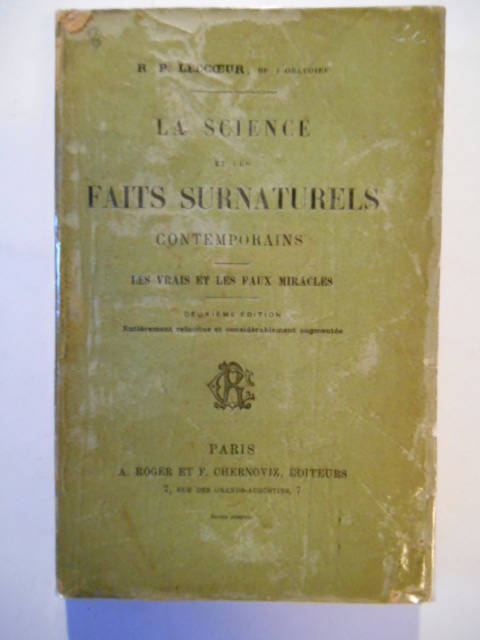 R. P. LESCŒUR, DE L'ORATOIRE
LA SCIENCE
ET LES
FAITS SURNATURELS
CONTEMPORAINS
LES VRAIS ET LES FAUX MIRACLES
DEUXIÈME ÉDITION
Entièrement refondue et considérablement augmentée
PARIS
A. ROGER ET F. CHERNOVIZ, ÉDITEURS
7, RUE DES GRANDS-AUGUSTINS, 7